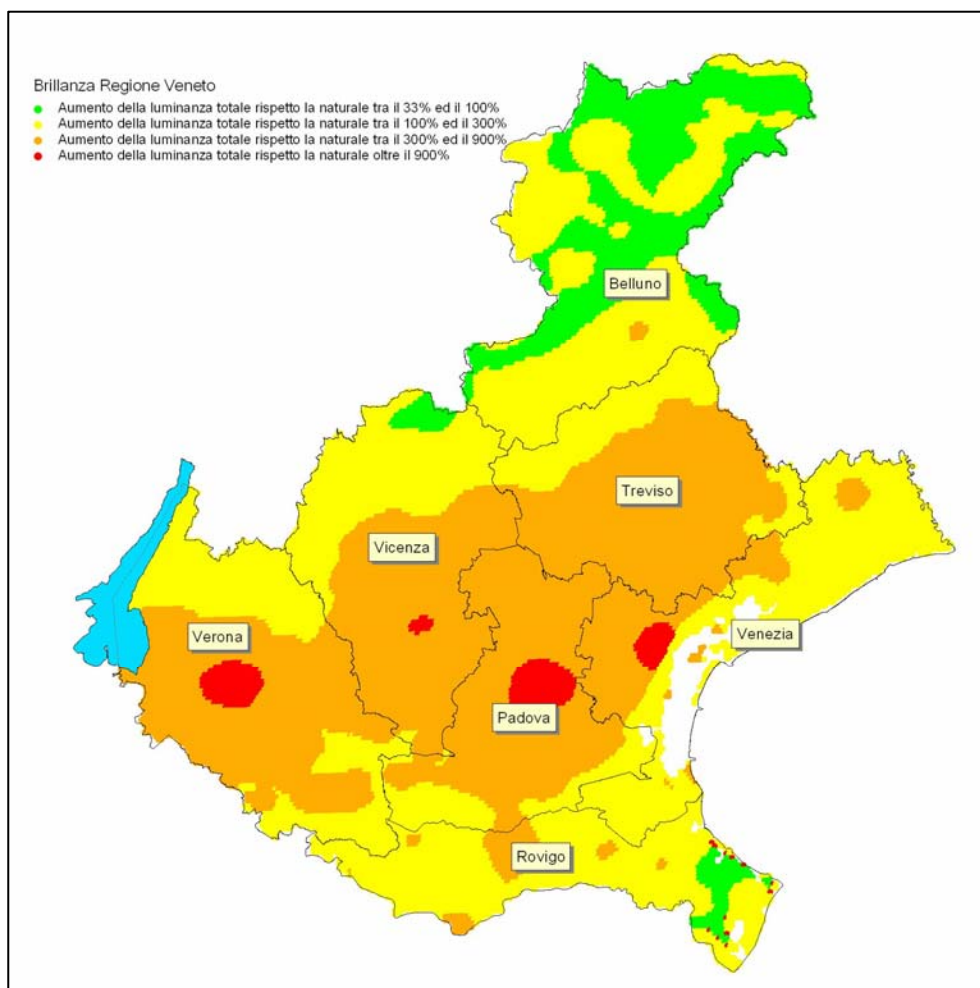 Brillanza Regione Veneto
Aumento della luminanza totale rispetto la naturale tra il 33% ed il 100%
Aumento della luminanza totale rispetto la naturale tra il 100% ed il 300%
Aumento della luminanza totale rispetto la naturale tra il 300% ed il 900%
Aumento della luminanza totale rispetto la naturale oltre il 900%
Belluno
Treviso
Vicenza
Verona
Venezia
Padova
Rovigo